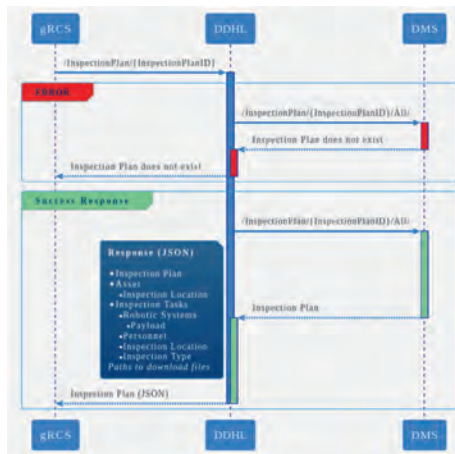 gRCS DDHL DMS
/InspectionPlan/{InspectionPlanID}
ERROR
/InspectionPlan/{InspectionPlanID}/All/
Inspection Plan does not exist
Inspection Plan does not exist
Success Response
/InspectionPlan/{InspectionPlanID}/All/
Response (JSON)
•Inspection Plan
•Asset
•Inspection Location
•Inspection Tasks
•Robotic Systems
•Payload
•Personnel
•Inspection Location
•Inspection Type
Paths to download files
Inspection Plan
Inspection Plan (JSON)
gRCS DDHL DMS